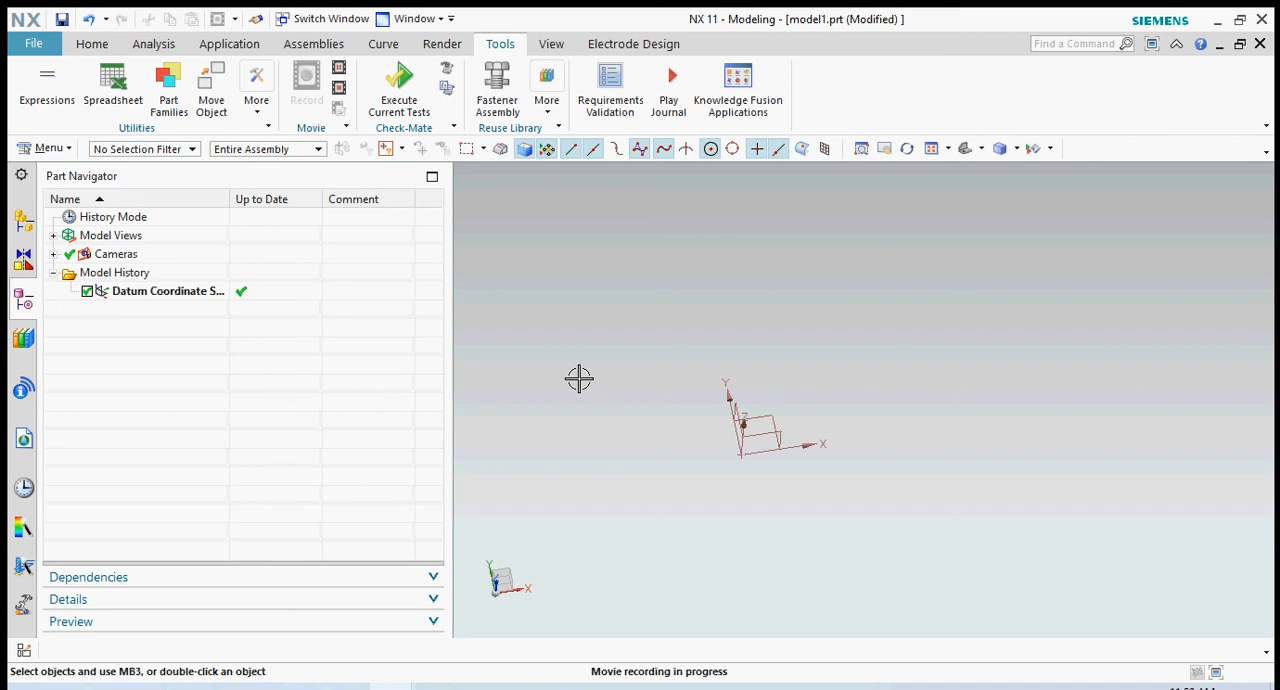 NX Switch Window Window NX 11 - Modeling - [model1.prt (Modified) ] SIEMENS
File Home Analysis Application Assemblies Curve Render Tools View Electrode Design Find a Command
Expressions Spreadsheet Part Families Move Object More Record Execute Current Tests Fastener Assembly More Requirements Validation Play Journal Knowledge Fusion Applications
Utilities Movie Check-Mate Reuse Library
Menu No Selection Filter Entire Assembly
Part Navigator
Name Up to Date Comment
History Mode
Model Views
Cameras
Model History
Datum Coordinate S...
Y
Z
X
Y
X
Dependencies
Details
Preview
Select objects and use MB3, or double-click an object Movie recording in progress